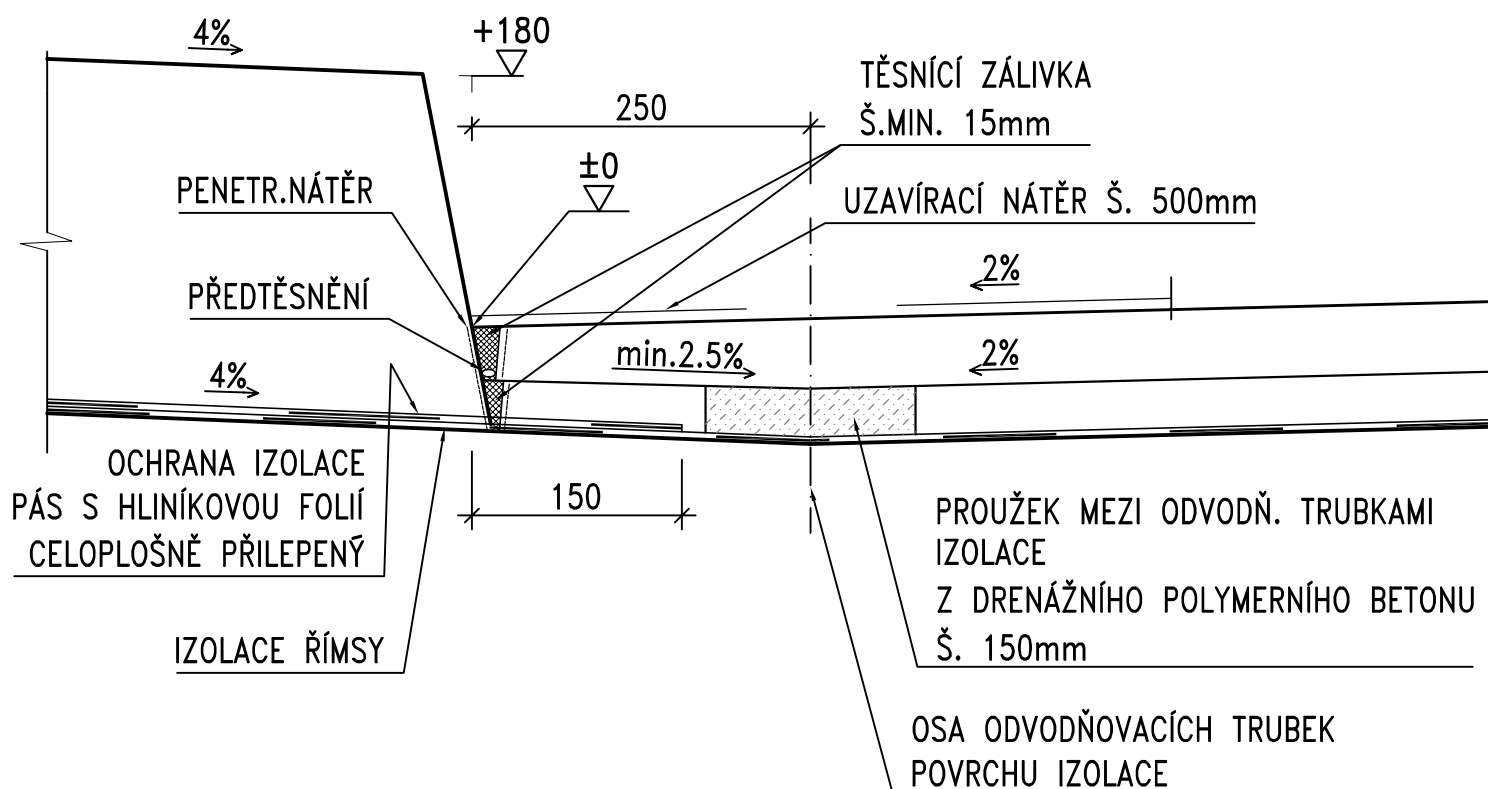 4%
+180
TĚSNÍCÍ ZÁLIVKA
Š.MIN. 15mm
250
±0
PENETR.NÁTĚR
UZAVÍRACÍ NÁTĚR Š. 500mm
2%
PŘEDTĚSNĚNÍ
min.2.5%
2%
4%
OCHRANA IZOLACE
PÁS S HLINÍKOVOU FOLIÍ
CELOPLOŠNĚ PŘILEPENÝ
150
PROUŽEK MEZI ODVODŇ. TRUBKAMI
IZOLACE
Z DRENÁŽNÍHO POLYMERNÍHO BETONU
Š. 150mm
IZOLACE ŘÍMSY
OSA ODVODŇOVACÍCH TRUBEK
POVRCHU IZOLACE